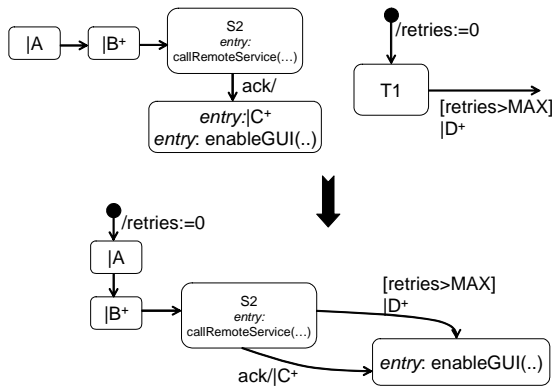 |A
|B+
S2
entry:
callRemoteService(...)
ack/
entry:|C+
entry: enableGUI(..)
/retries:=0
T1
[retries>MAX]
|D+
/retries:=0
|A
|B+
S2
entry:
callRemoteService(...)
[retries>MAX]
|D+
ack/|C+
entry: enableGUI(..)